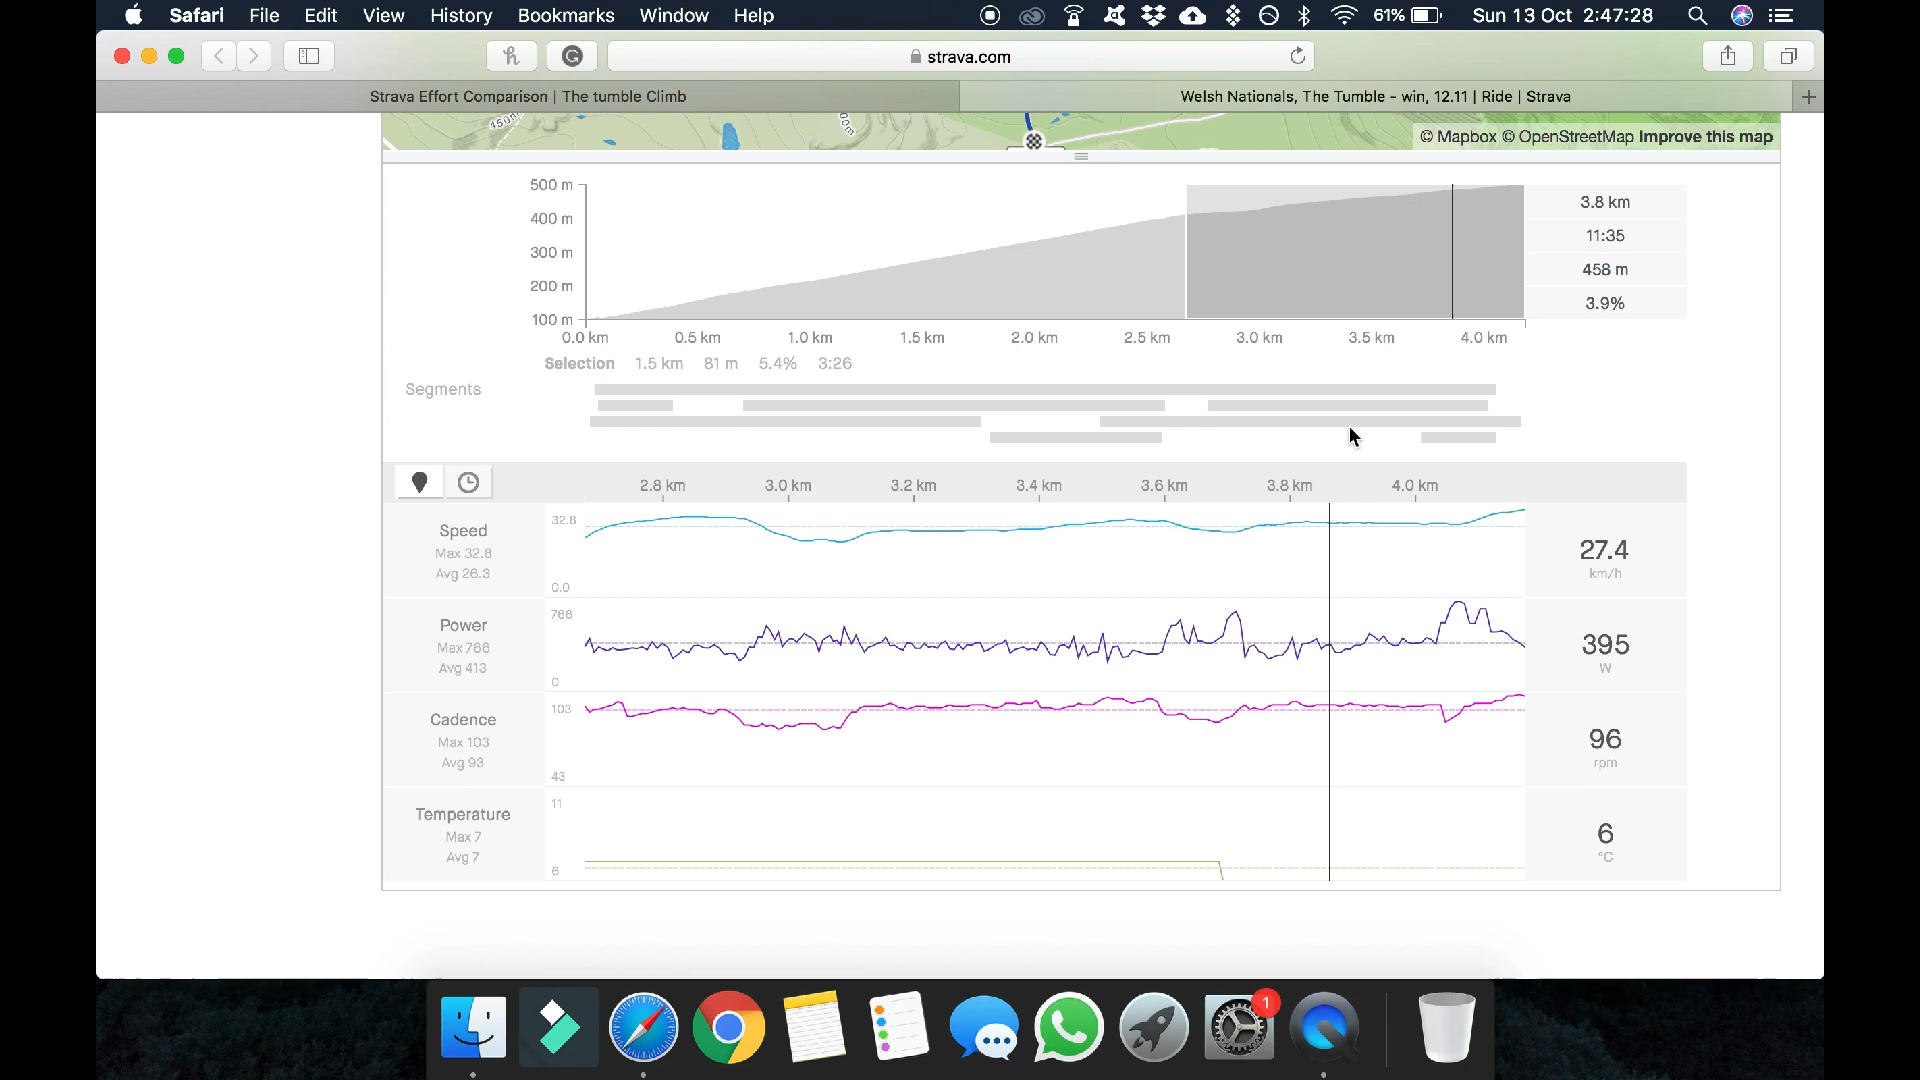 Safari File Edit View History Bookmarks Window Help 61% Sun 13 Oct 2:47:28
strava.com
Strava Effort Comparison | The tumble Climb
Welsh Nationals, The Tumble - win, 12.11 | Ride | Strava
450m
© Mapbox © OpenStreetMap Improve this map
500 m
400 m
300 m
200 m
100 m
3.8 km
11:35
458 m
3.9%
0.0 km 0.5 km 1.0 km 1.5 km 2.0 km 2.5 km 3.0 km 3.5 km 4.0 km
Selection 1.5 km 81 m 5.4% 3:26
Segments
2.8 km 3.0 km 3.2 km 3.4 km 3.6 km 3.8 km 4.0 km
Speed
Max 32.8
Avg 26.3
32.8
0.0
27.4
km/h
Power
Max 766
Avg 413
766
0
395
W
Cadence
Max 103
Avg 93
103
43
96
rpm
Temperature
Max 7
Avg 7
11
6
6
°C
1